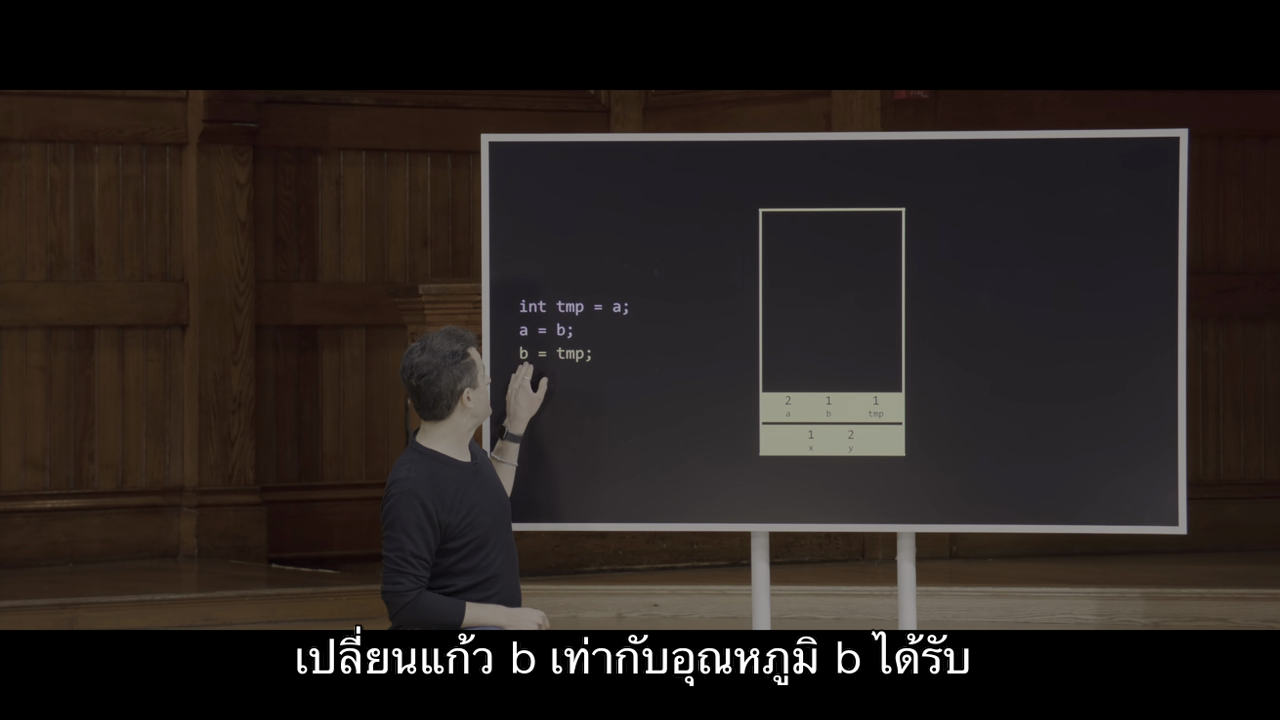 int tmp = a;
a = b;
b = tmp;
2 1 1
a b tmp
1 2
x y
เปลี่ยนแก้ว b เท่ากับอุณหภูมิ b ได้รับ